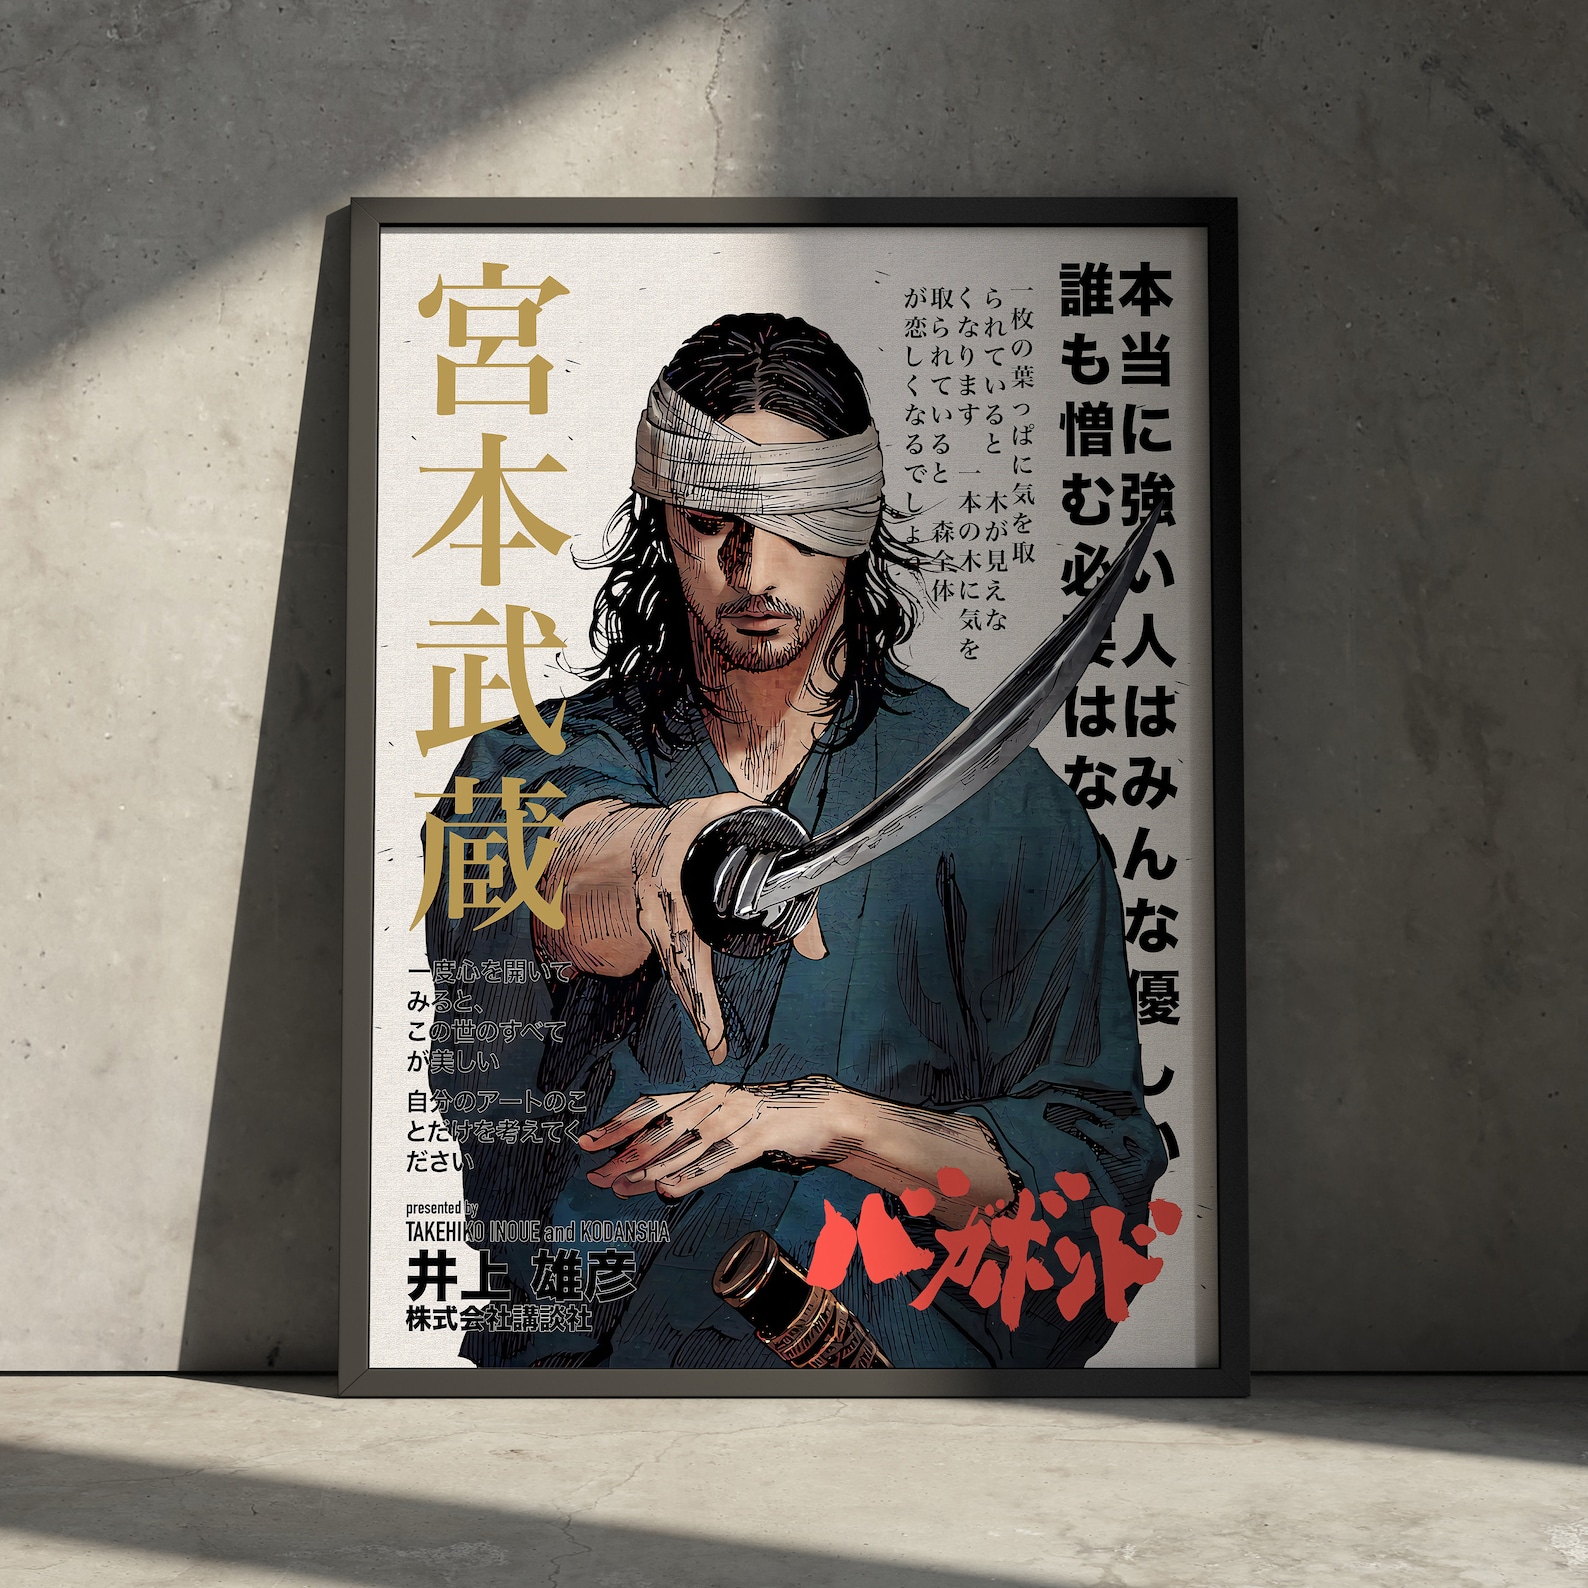 宮本武蔵
本当に強い人はみんな優しい
誰も憎む必要はない
一枚の葉っぱに気を取
られていると 木が見えな
くなります 一本の木に気を
取られていると 森全体
が恋しくなるでしょう
一度心を開いて
みると、
この世のすべて
が美しい
自分のアートのこ
とだけを考えてく
ださい
presented by
TAKEHIKO INOUE and KODANSHA
井上 雄彦
株式会社講談社
バガボンド